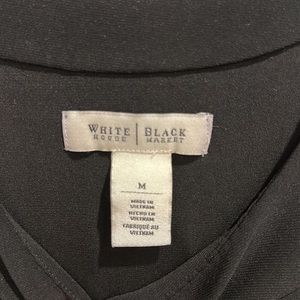 WHITE | BLACK
HOUSE | MARKET
M
MADE IN
VIETNAM
HECHO EN
VIETNAM
FABRIQUÉ AU
VIETNAM